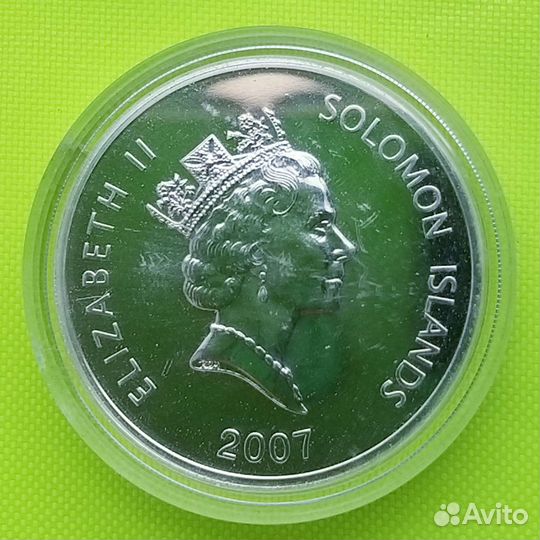 ELIZABETH II
SOLOMON ISLANDS
2007
Avito